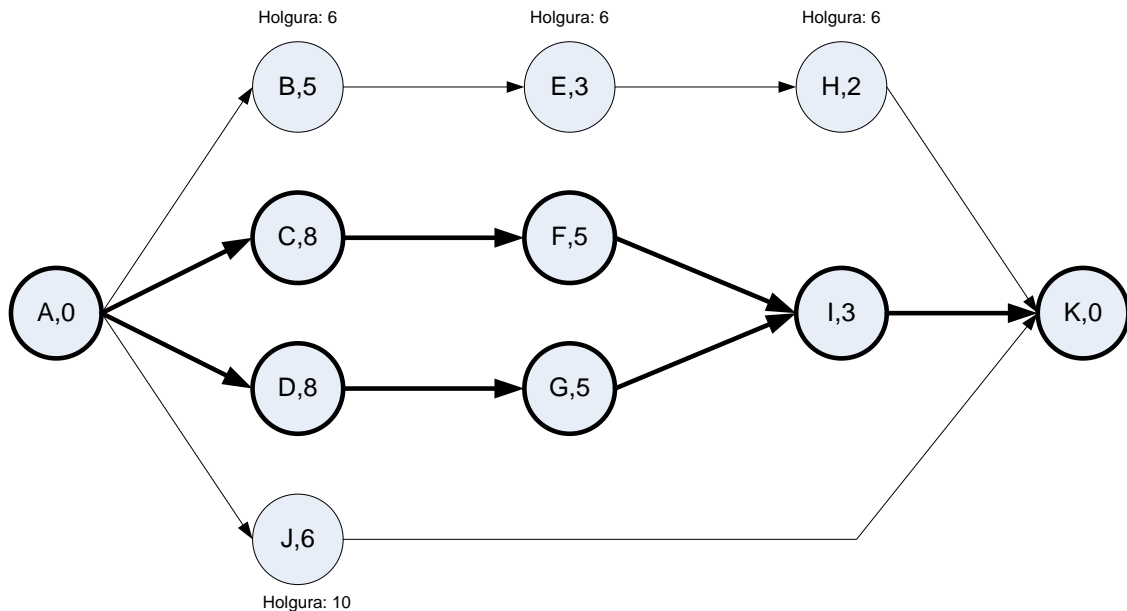 Holgura: 6
Holgura: 6
Holgura: 6
B,5
E,3
H,2
C,8
F,5
A,0
I,3
K,0
D,8
G,5
J,6
Holgura: 10